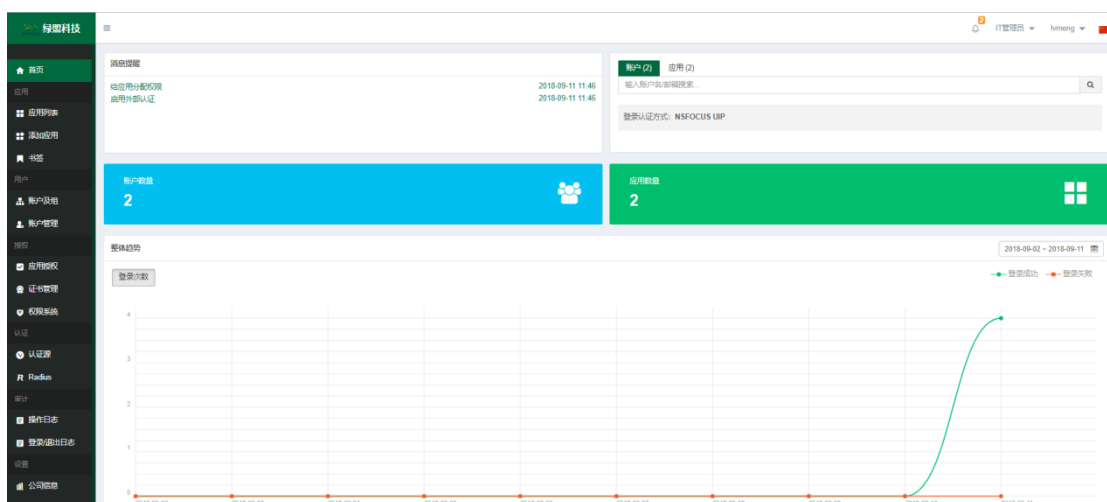 绿盟科技
2
IT管理员
lvmeng
首页
应用
应用列表
添加应用
书签
用户
账户及组
账户管理
授权
应用授权
证书管理
权限系统
认证
认证源
Radius
审计
操作日志
登录/退出日志
设置
公司信息
消息提醒
给应用分配权限 2018-09-11 11:46
启用外部认证 2018-09-11 11:46
账户 (2) 应用 (2)
输入账户名/邮箱搜索...
登录认证方式: NSFOCUS UIP
账户数量
2
应用数量
2
整体趋势
2018-09-02 ~ 2018-09-11
登录次数
登录成功 登录失败
4
3
2
1
0